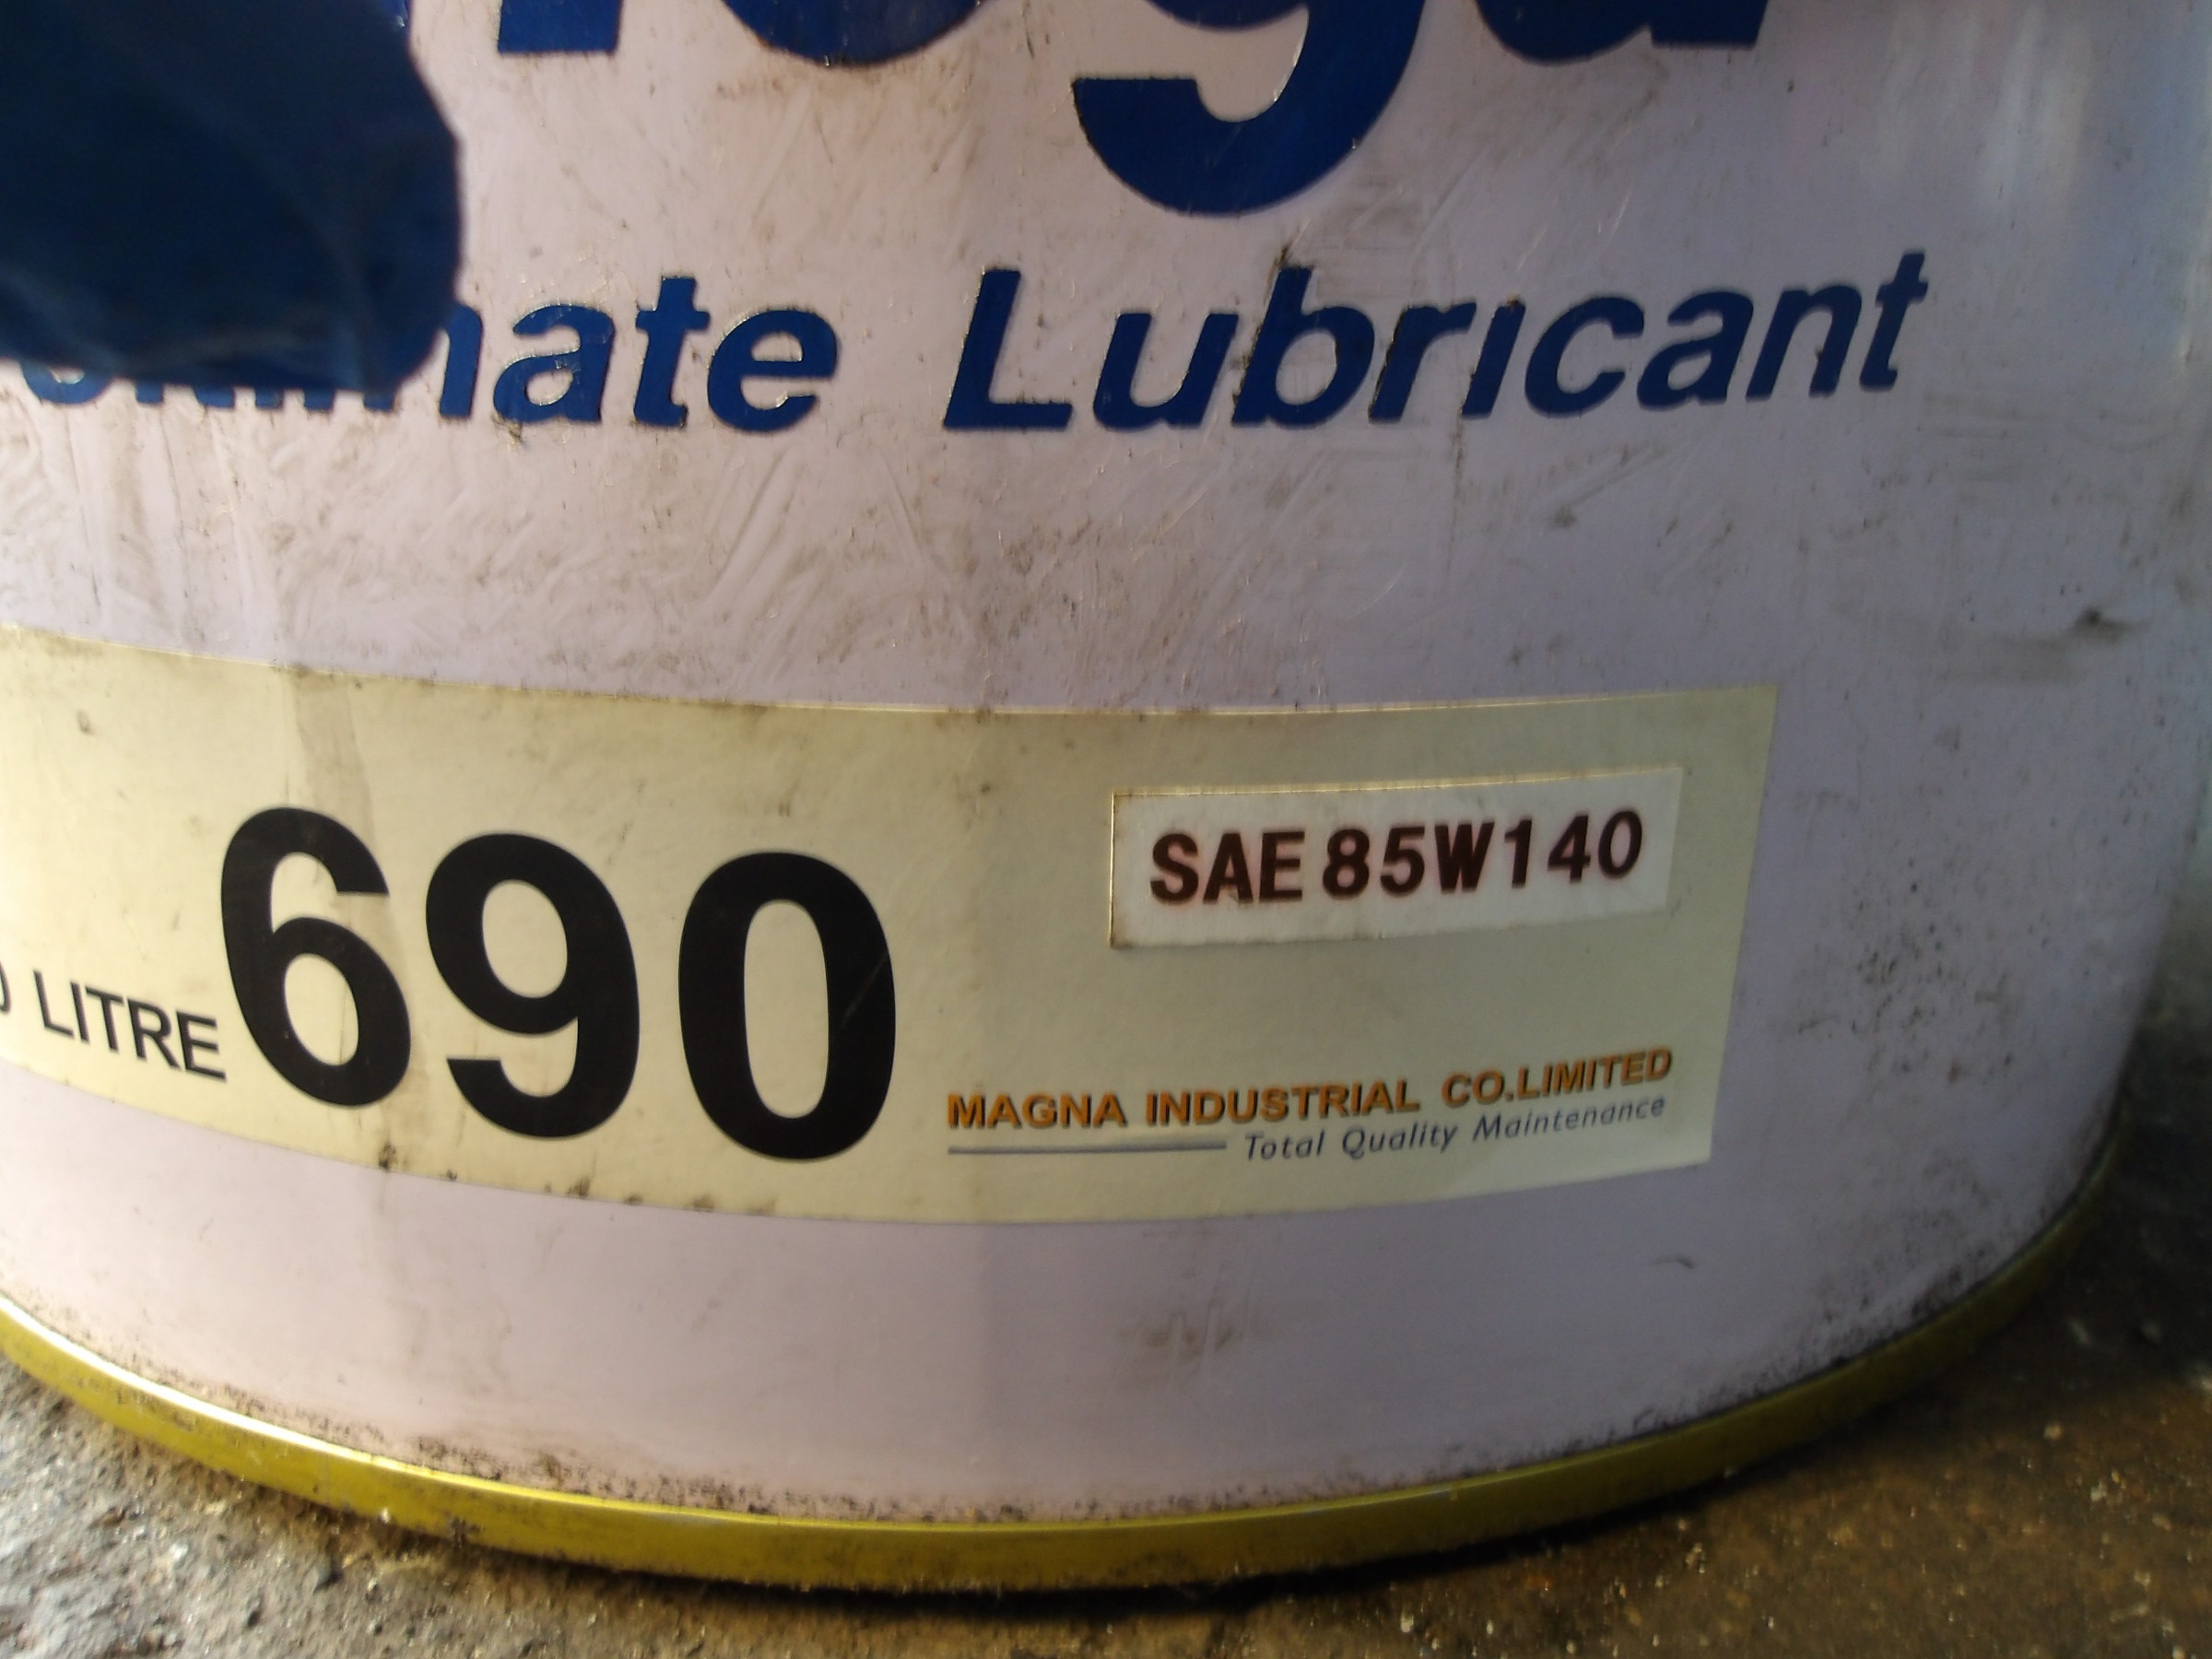 Lubricant
SAE 85W140
LITRE 690
MAGNA INDUSTRIAL CO.LIMITED
Total Quality Maintenance